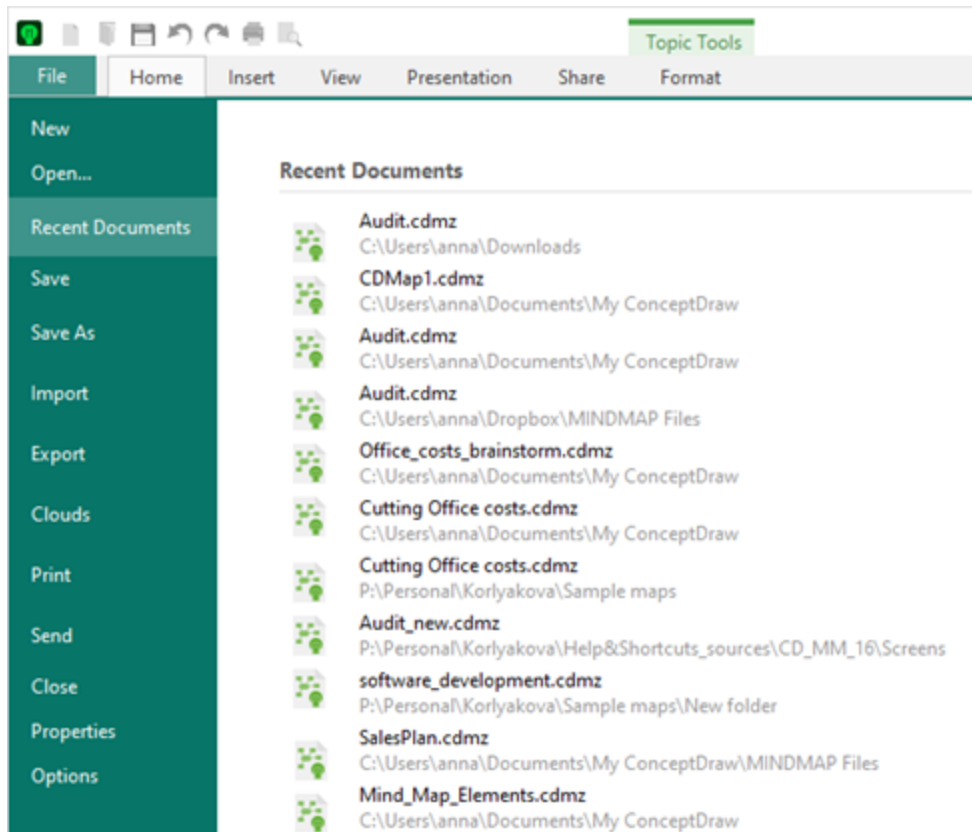 Topic Tools
File Home Insert View Presentation Share Format
New
Open...
Recent Documents
Save
Save As
Import
Export
Clouds
Print
Send
Close
Properties
Options
Recent Documents
Audit.cdmz
C:\Users\anna\Downloads
CDMap1.cdmz
C:\Users\anna\Documents\My ConceptDraw
Audit.cdmz
C:\Users\anna\Documents\My ConceptDraw
Audit.cdmz
C:\Users\anna\Dropbox\MINDMAP Files
Office_costs_brainstorm.cdmz
C:\Users\anna\Documents\My ConceptDraw
Cutting Office costs.cdmz
C:\Users\anna\Documents\My ConceptDraw
Cutting Office costs.cdmz
P:\Personal\Korlyakova\Sample maps
Audit_new.cdmz
P:\Personal\Korlyakova\Help&Shortcuts_sources\CD_MM_16\Screens
software_development.cdmz
P:\Personal\Korlyakova\Sample maps\New folder
SalesPlan.cdmz
C:\Users\anna\Documents\My ConceptDraw\MINDMAP Files
Mind_Map_Elements.cdmz
C:\Users\anna\Documents\My ConceptDraw